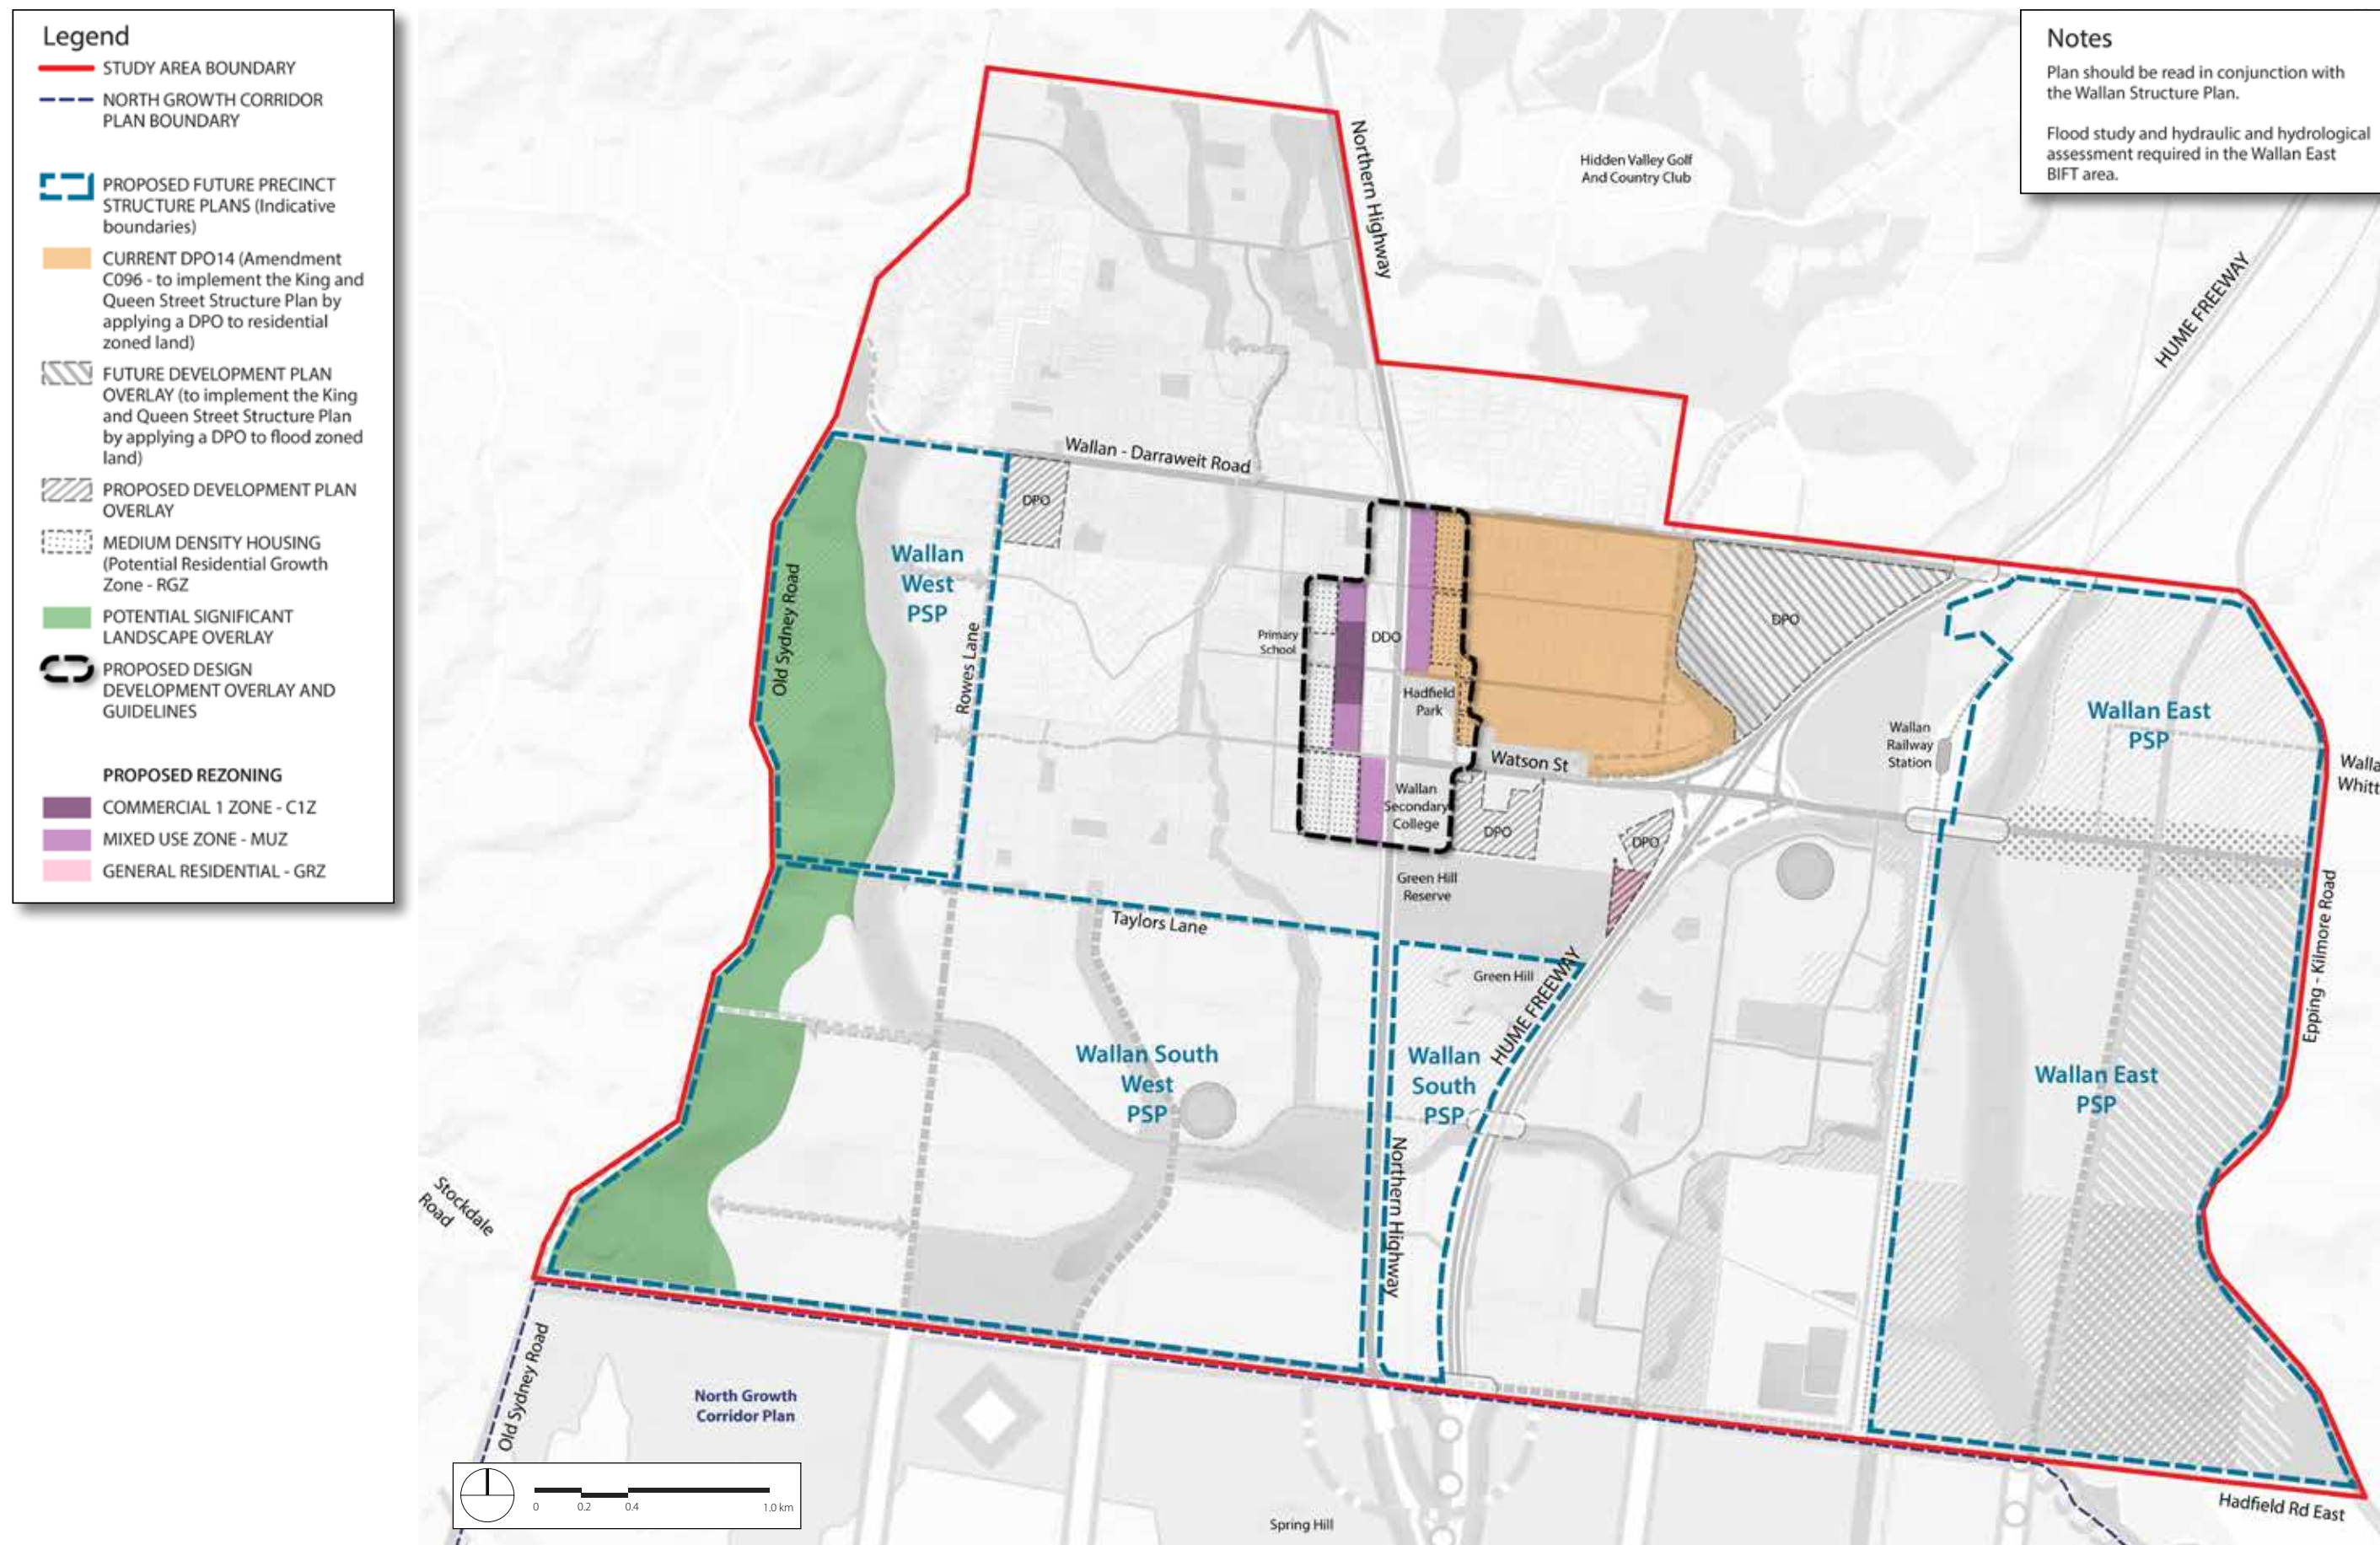 Legend
STUDY AREA BOUNDARY
NORTH GROWTH CORRIDOR
PLAN BOUNDARY
PROPOSED FUTURE PRECINCT
STRUCTURE PLANS (Indicative
boundaries)
CURRENT DPO14 (Amendment
C096 - to implement the King and
Queen Street Structure Plan by
applying a DPO to residential
zoned land)
FUTURE DEVELOPMENT PLAN
OVERLAY (to implement the King
and Queen Street Structure Plan
by applying a DPO to flood zoned
land)
PROPOSED DEVELOPMENT PLAN
OVERLAY
MEDIUM DENSITY HOUSING
(Potential Residential Growth
Zone - RGZ
POTENTIAL SIGNIFICANT
LANDSCAPE OVERLAY
PROPOSED DESIGN
DEVELOPMENT OVERLAY AND
GUIDELINES
PROPOSED REZONING
COMMERCIAL 1 ZONE - C1Z
MIXED USE ZONE - MUZ
GENERAL RESIDENTIAL - GRZ
Notes
Plan should be read in conjunction with
the Wallan Structure Plan.
Flood study and hydraulic and hydrological
assessment required in the Wallan East
BIFT area.
Northern Highway
Hidden Valley Golf
And Country Club
HUME FREEWAY
Wallan - Darraweit Road
DPO
Wallan
West
PSP
Old Sydney Road
Rowes Lane
Primary
School
DDO
Hadfield
Park
DPO
Watson St
Wallan
Railway
Station
Wallan East
PSP
Walla
Whitt
Wallan
Secondary
College
DPO
DPO
Green Hill
Reserve
Taylors Lane
Green Hill
HUME FREEWAY
Epping - Kilmore Road
Wallan South
West
PSP
Wallan
South
PSP
Wallan East
PSP
Northern Highway
Stockdale
Road
Old Sydney Road
North Growth
Corridor Plan
0 0.2 0.4 1.0 km
Spring Hill
Hadfield Rd East